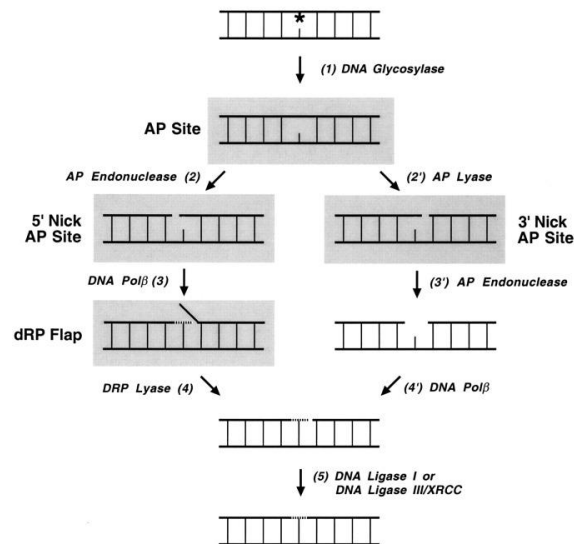 *
(1) DNA Glycosylase
AP Site
AP Endonuclease (2)
(2') AP Lyase
5' Nick
AP Site
3' Nick
AP Site
DNA Polβ (3)
(3') AP Endonuclease
dRP Flap
DRP Lyase (4)
(4') DNA Polβ
(5) DNA Ligase I or
DNA Ligase III/XRCC